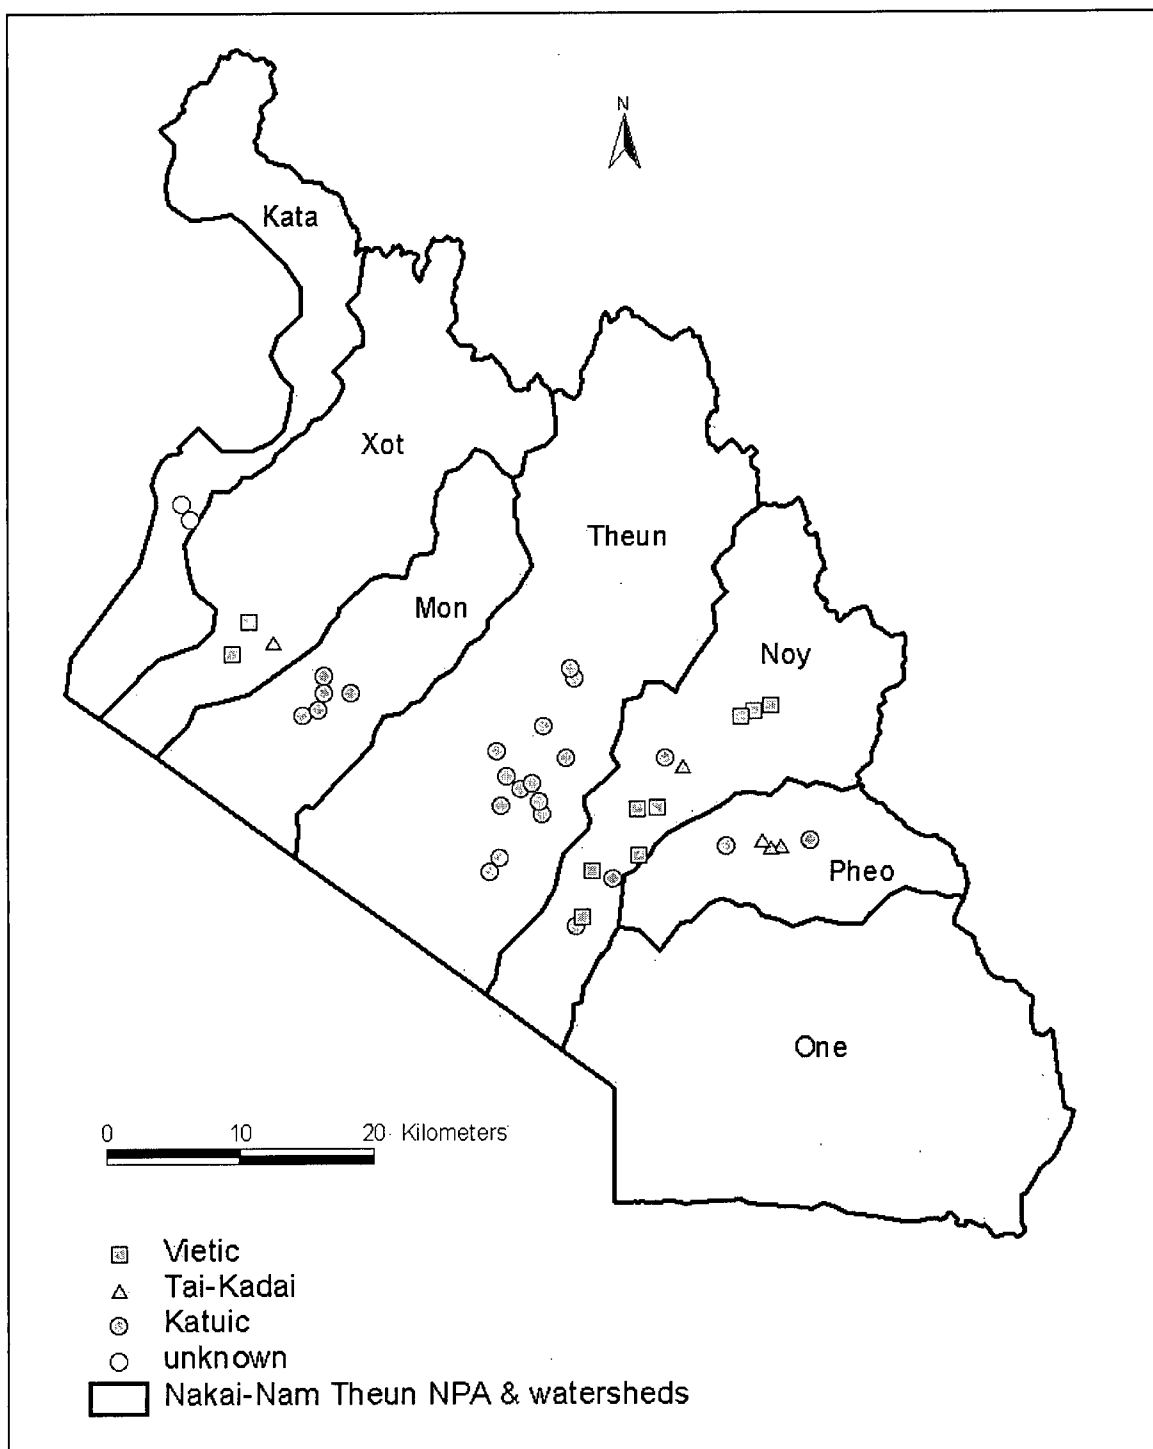 N
Kata
Xot
Theun
Mon
Noy
Pheo
One
0 10 20 Kilometers
Vietic
Tai-Kadai
Katuic
unknown
Nakai-Nam Theun NPA & watersheds